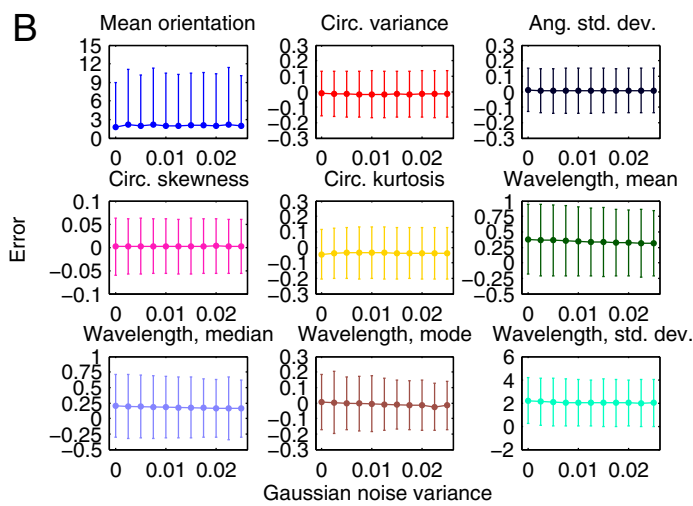 B
Mean orientation
Circ. variance
Ang. std. dev.
15
12
9
6
3
0
0.3
0.2
0.1
0
−0.1
−0.2
−0.3
0.3
0.2
0.1
0
−0.1
−0.2
−0.3
0 0.01 0.02
0 0.01 0.02
0 0.01 0.02
Circ. skewness
Circ. kurtosis
Wavelength, mean
Error
0.1
0.05
0
−0.05
−0.1
0.3
0.2
0.1
0
−0.1
−0.2
−0.3
1
0.75
0.5
0.25
0
−0.25
−0.5
0 0.01 0.02
0 0.01 0.02
0 0.01 0.02
Wavelength, median
Wavelength, mode
Wavelength, std. dev.
1
0.75
0.5
0.25
0
−0.25
−0.5
0.3
0.2
0.1
0
−0.1
−0.2
−0.3
6
4
2
0
−2
0 0.01 0.02
0 0.01 0.02
0 0.01 0.02
Gaussian noise variance